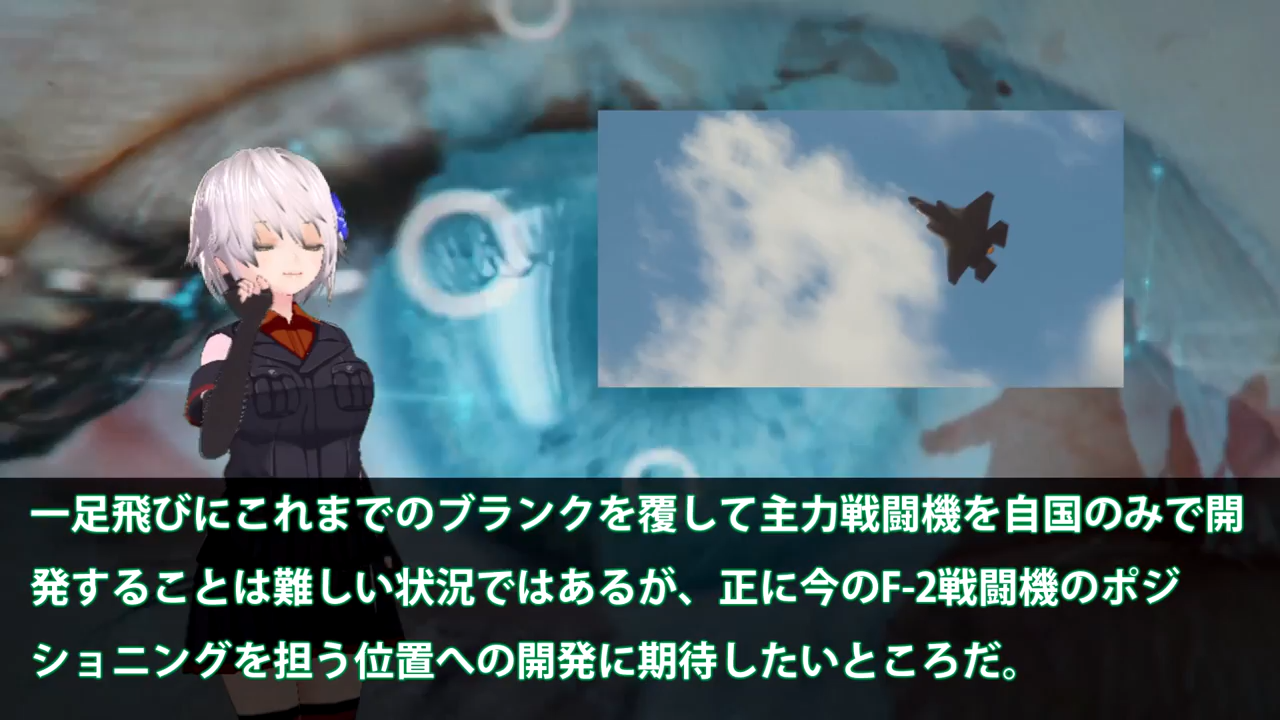 一足飛びにこれまでのブランクを覆して主力戦闘機を自国のみで開
発することは難しい状況ではあるが、正に今のF-2戦闘機のポジ
ションニングを担う位置への開発に期待したいところだ。